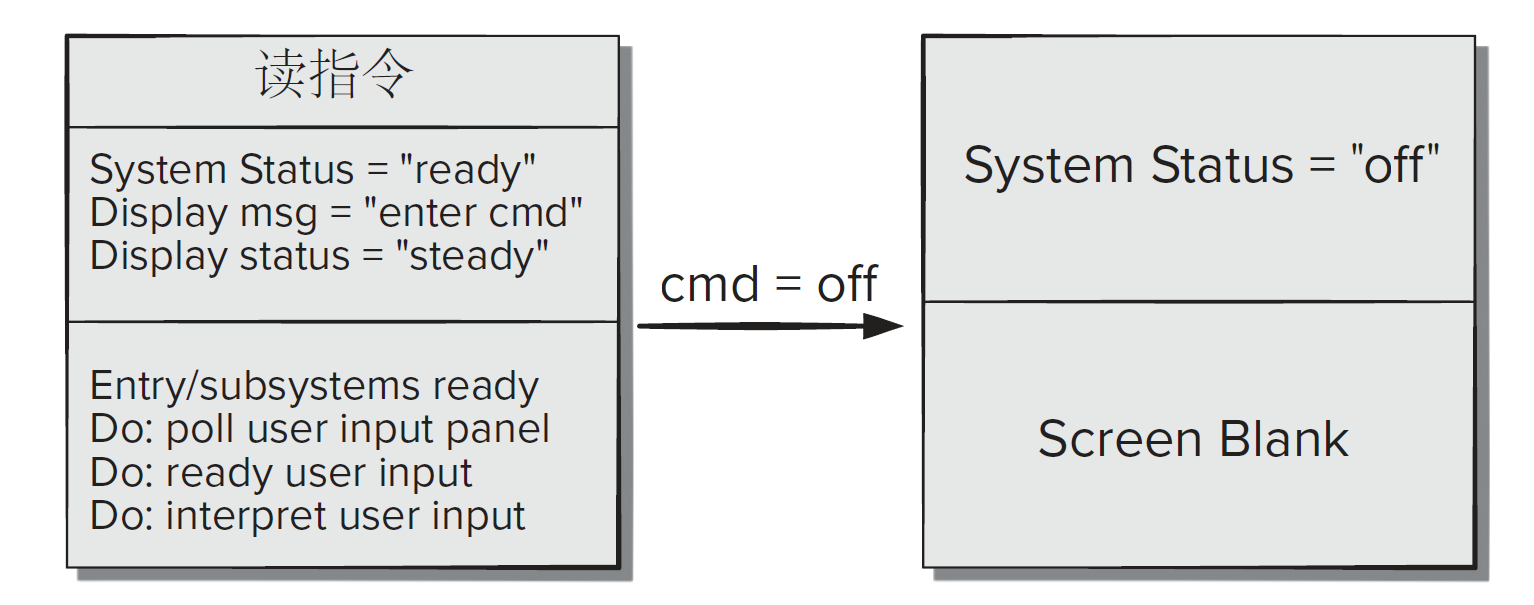 读指令
System Status = "ready"
Display msg = "enter cmd"
Display status = "steady"
Entry/subsystems ready
Do: poll user input panel
Do: ready user input
Do: interpret user input
cmd = off
System Status = "off"
Screen Blank